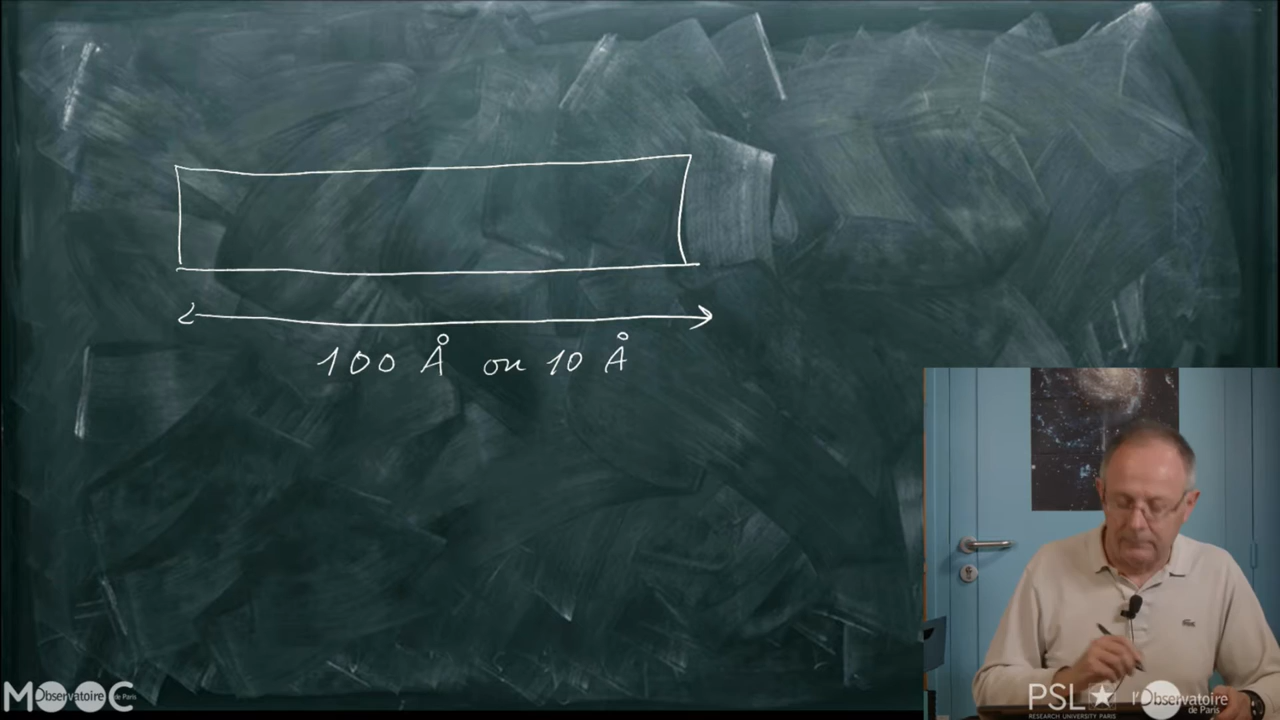 100 Å ou 10 Å
MOOC
Observatoire de Paris
PSL
RESEARCH UNIVERSITY PARIS
l'Observatoire
de Paris